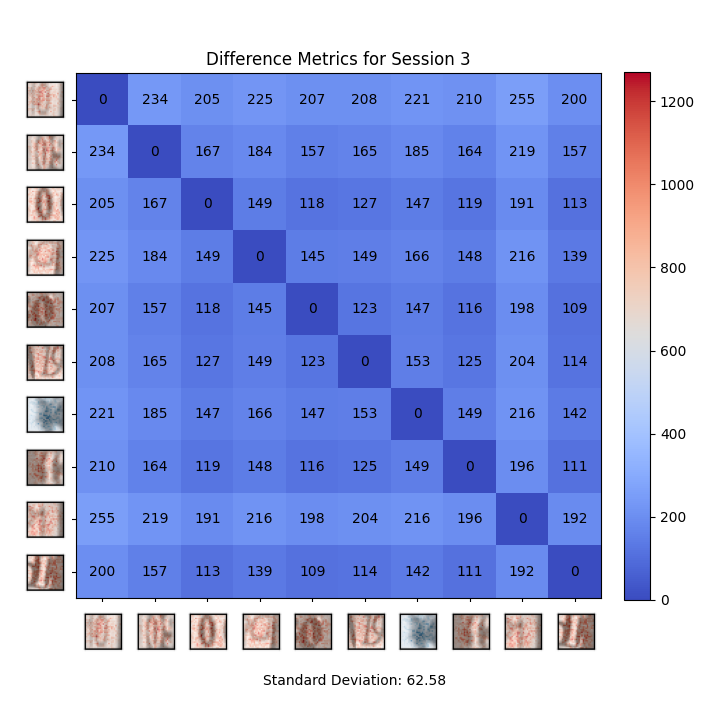 Difference Metrics for Session 3
0 234 205 225 207 208 221 210 255 200
234 0 167 184 157 165 185 164 219 157
205 167 0 149 118 127 147 119 191 113
225 184 149 0 145 149 166 148 216 139
207 157 118 145 0 123 147 116 198 109
208 165 127 149 123 0 153 125 204 114
221 185 147 166 147 153 0 149 216 142
210 164 119 148 116 125 149 0 196 111
255 219 191 216 198 204 216 196 0 192
200 157 113 139 109 114 142 111 192 0
1200
1000
800
600
400
200
0
Standard Deviation: 62.58